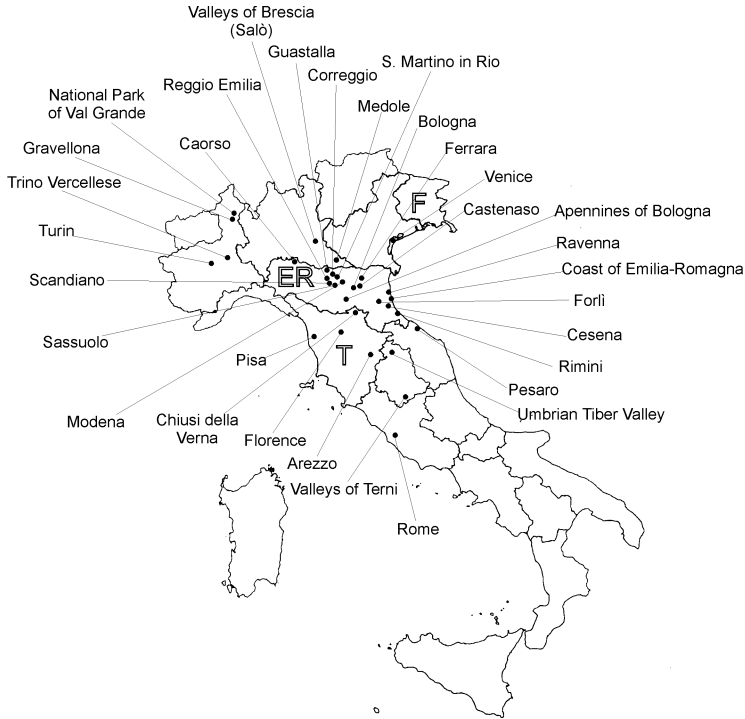 Valleys of Brescia
(Salò)
Guastalla
S. Martino in Rio
Correggio
Reggio Emilia
National Park
of Val Grande
Medole
Bologna
Caorso
Gravellona
Ferrara
Venice
Trino Vercellese
Castenaso
Apennines of Bologna
F
Turin
Ravenna
Coast of Emilia-Romagna
Scandiano
ER
Forlì
Sassuolo
Cesena
Pisa
T
Rimini
Pesaro
Modena
Chiusi della
Verna
Umbrian Tiber Valley
Florence
Arezzo
Valleys of Terni
Rome